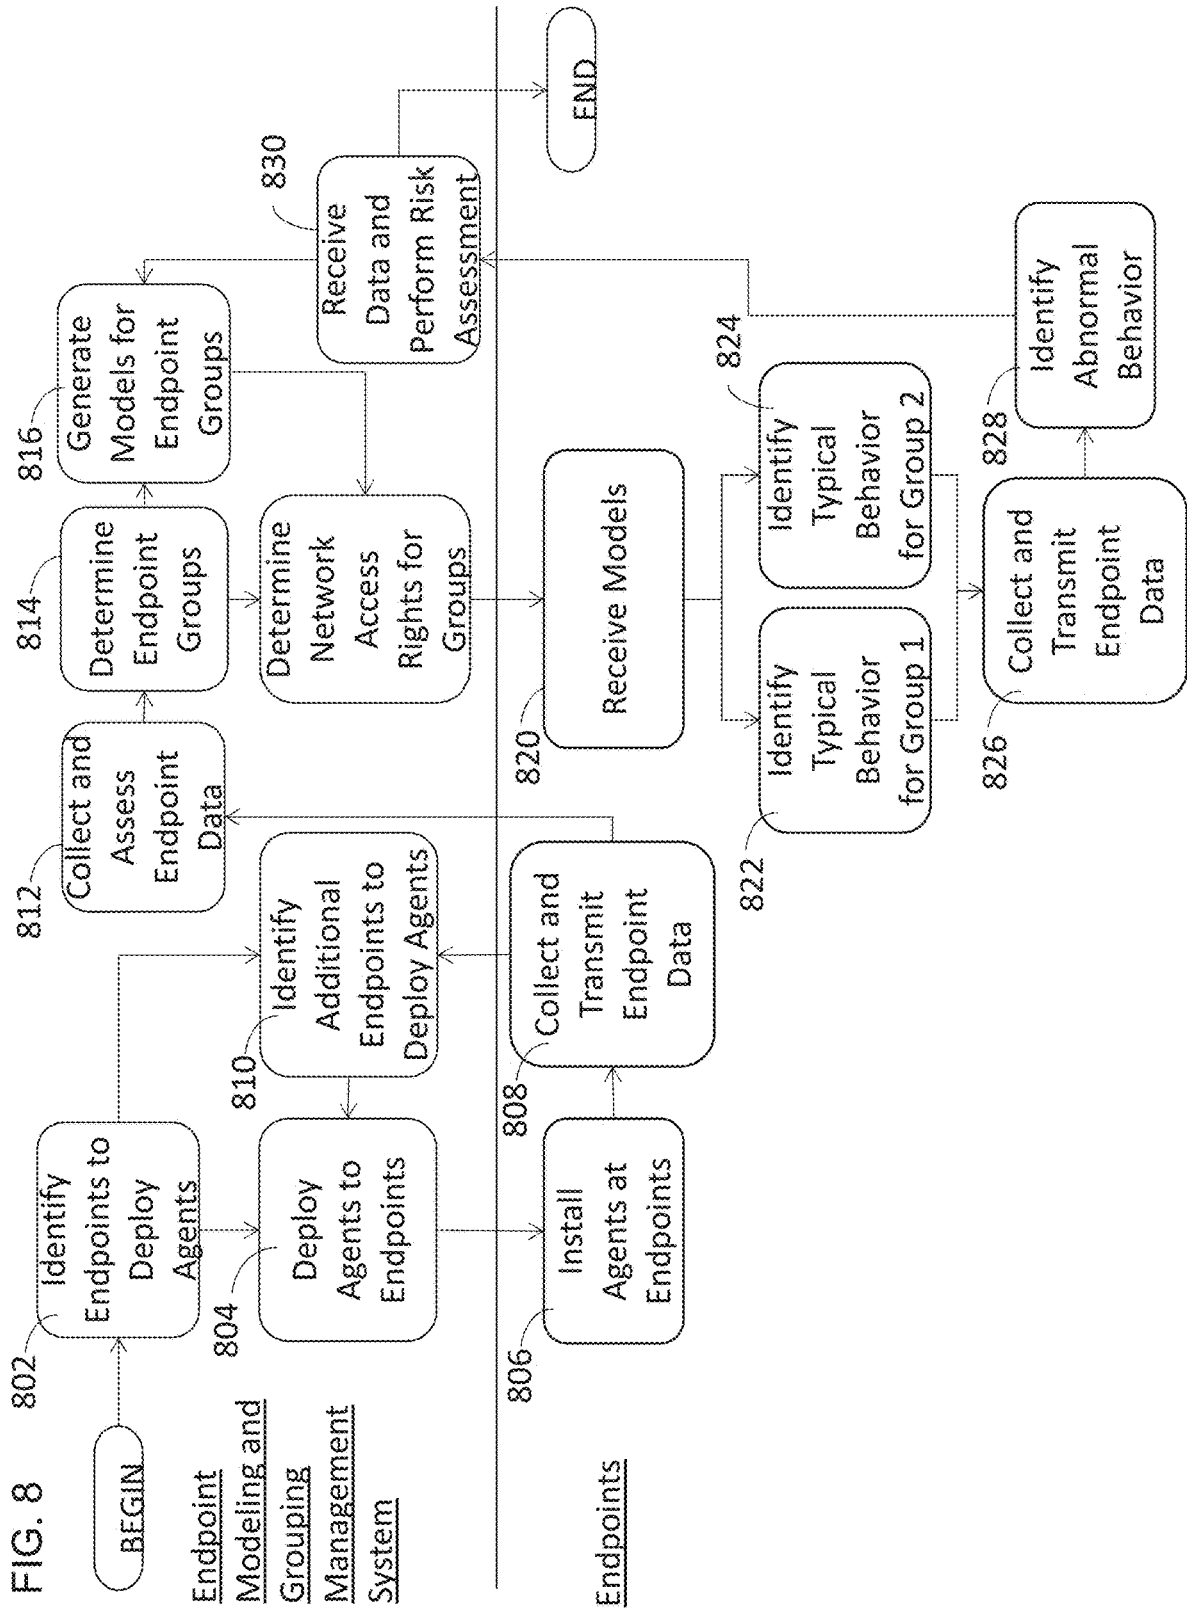 FIG. 8
BEGIN
802
Identify
Endpoints to
Deploy
Agents
812
Collect and
Assess
Endpoint
Data
814
Determine
Endpoint
Groups
816
Generate
Models for
Endpoint
Groups
830
Receive
Data and
Perform Risk
Assessment
Endpoint
Modeling and
Grouping
Management
System
804
Deploy
Agents to
Endpoints
810
Identify
Additional
Endpoints to
Deploy Agents
Determine
Network
Access
Rights for
Groups
Endpoints
806
Install
Agents at
Endpoints
808
Collect and
Transmit
Endpoint
Data
820
Receive Models
END
822
Identify
Typical
Behavior
for Group 1
824
Identify
Typical
Behavior
for Group 2
826
Collect and
Transmit
Endpoint
Data
828
Identify
Abnormal
Behavior